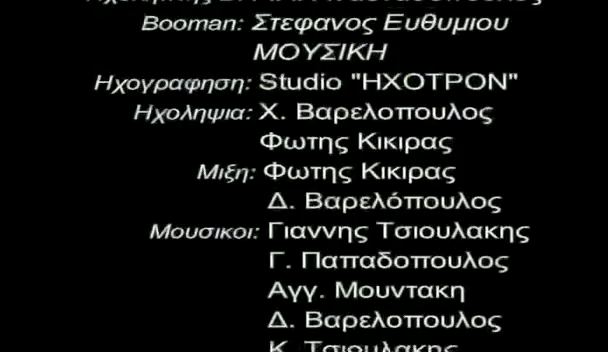 Booman: Στεφανος Ευθυμιου
ΜΟΥΣΙΚΗ
Ηχογραφηση: Studio "ΗΧΟΤΡΟΝ"
Ηχοληψια: Χ. Βαρελοπουλος
Φωτης Κικιρας
Μιξη: Φωτης Κικιρας
Δ. Βαρελόπουλος
Μουσικοι: Γιαννης Τσιουλακης
Γ. Παπαδοπουλος
Αγγ. Μουντακη
Δ. Βαρελοπουλος
Κ. Τσιουλακης